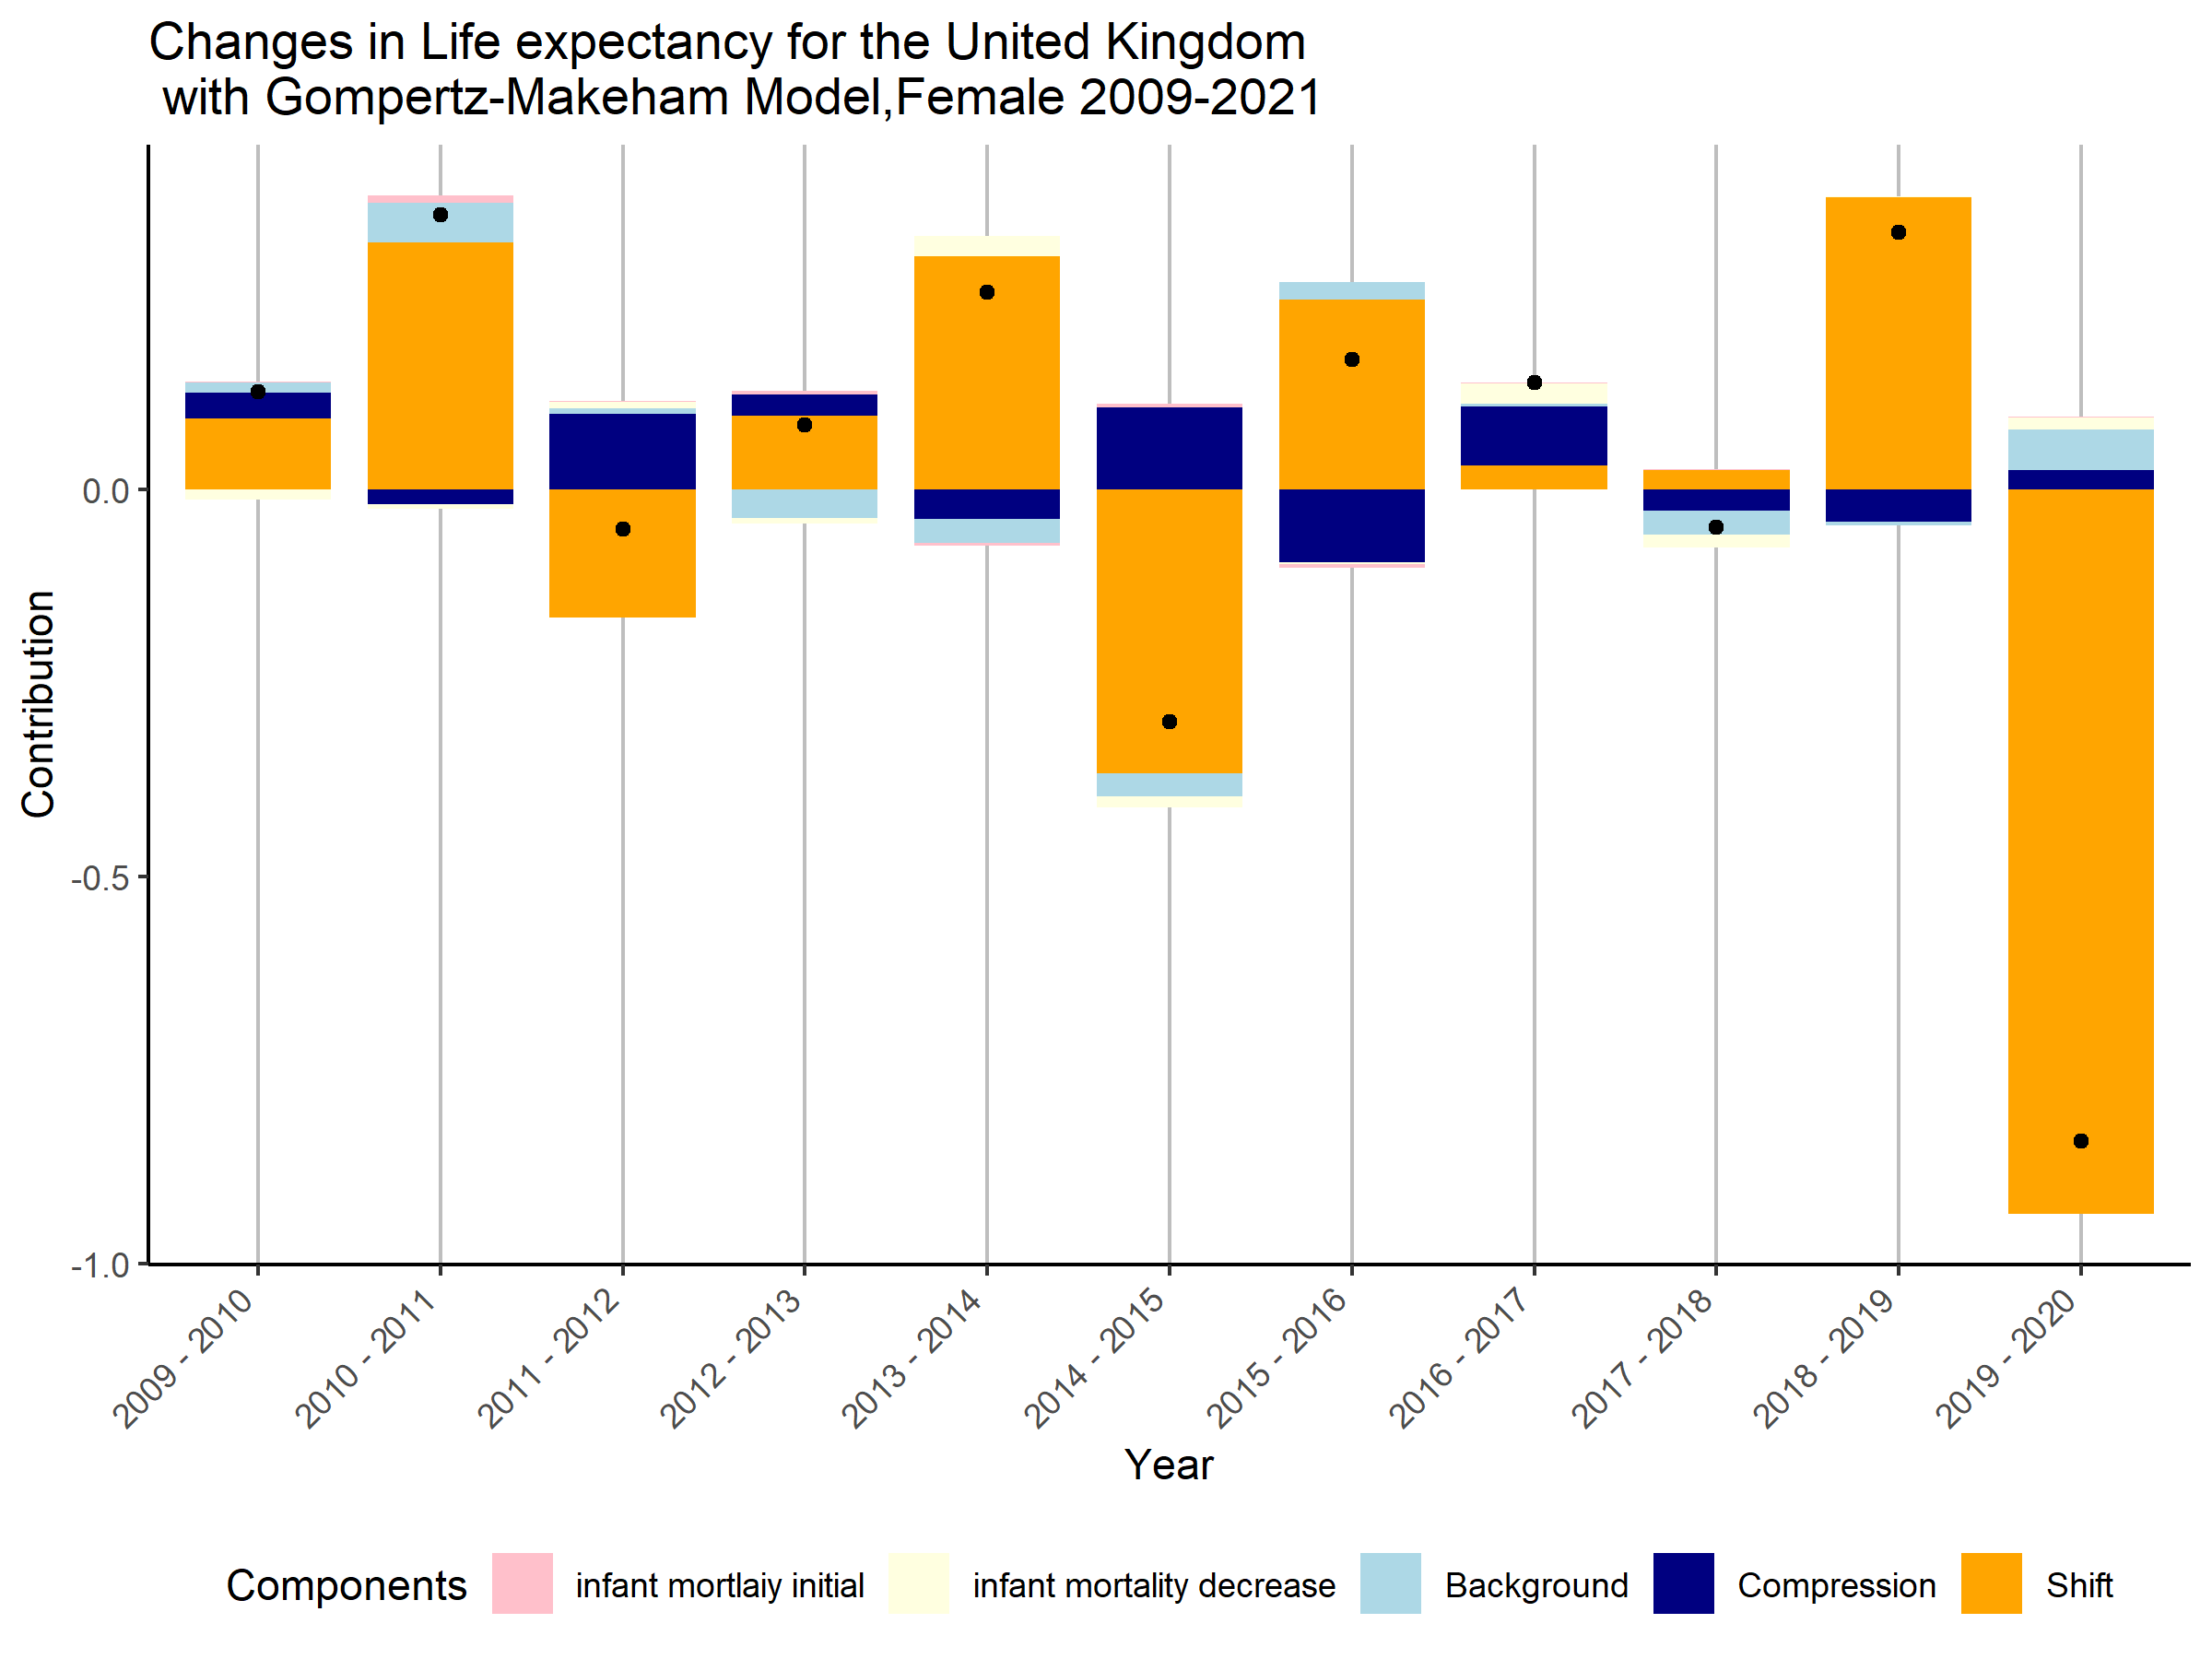 Changes in Life expectancy for the United Kingdom
with Gompertz-Makeham Model,Female 2009-2021
Contribution
0.0
-0.5
-1.0
2009 - 2010
2010 - 2011
2011 - 2012
2012 - 2013
2013 - 2014
2014 - 2015
2015 - 2016
2016 - 2017
2017 - 2018
2018 - 2019
2019 - 2020
Year
Components infant mortlaiy initial infant mortality decrease Background Compression Shift